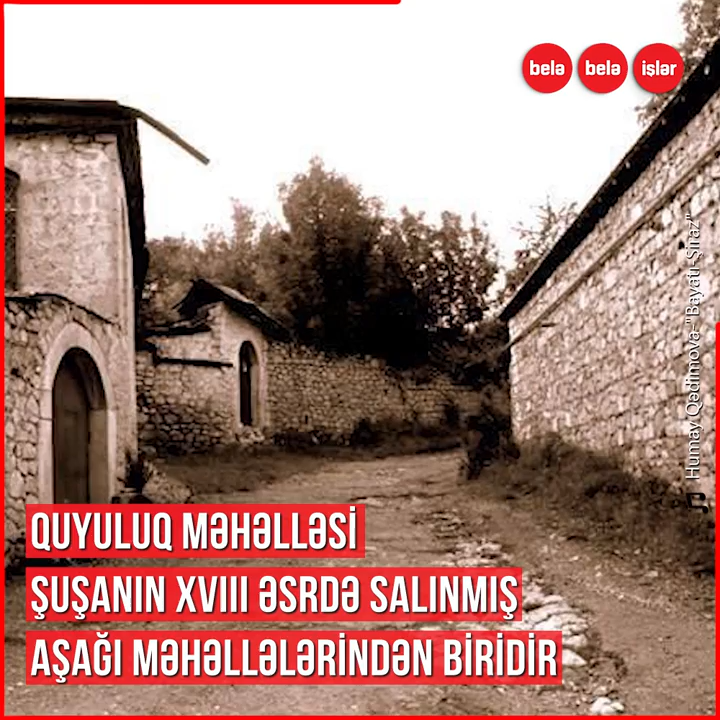 belə belə işlər
Humay Qədimova-"Bayatı-Şiraz"
QUYULUQ MƏHƏLLƏSİ
ŞUŞANIN XVIII ƏSRDƏ SALINMIŞ
AŞAĞI MƏHƏLLƏLƏRİNDƏN BİRİDİR